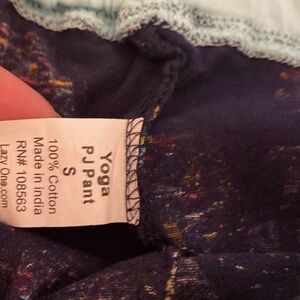 Yoga
PJ Pant
S
100% Cotton
Made in india
RN# 108563
Lazy One.com